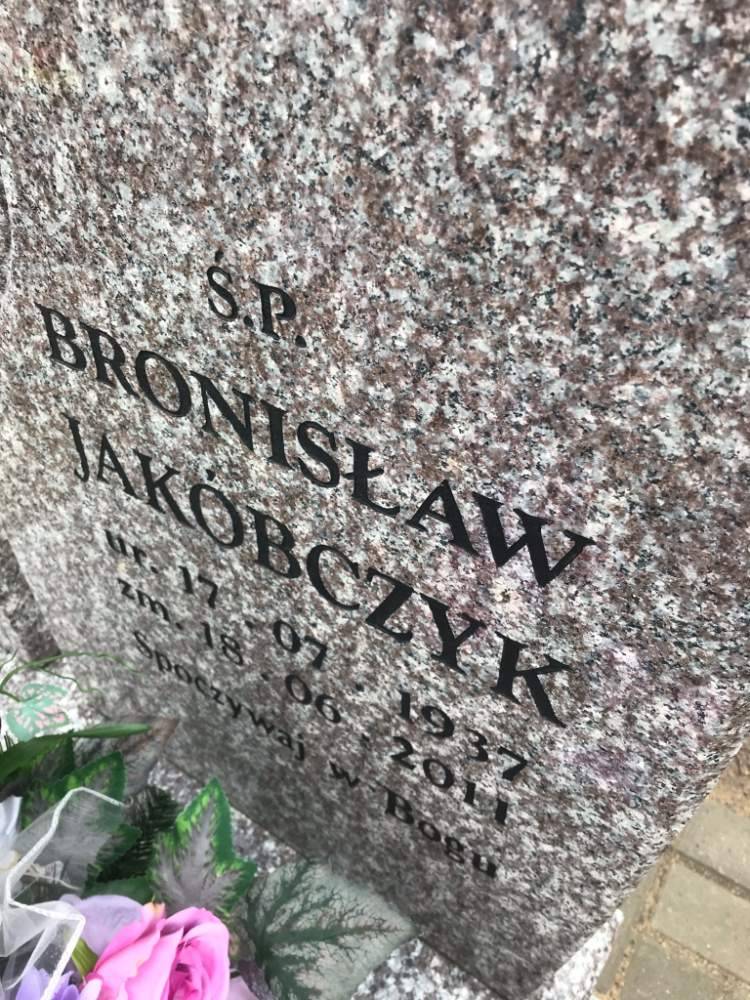 Ś.P.
BRONISŁAW
JAKÓBCZYK
ur. 17 · 07 · 1937
zm. 18 · 06 · 2011
Spoczywaj w Bogu